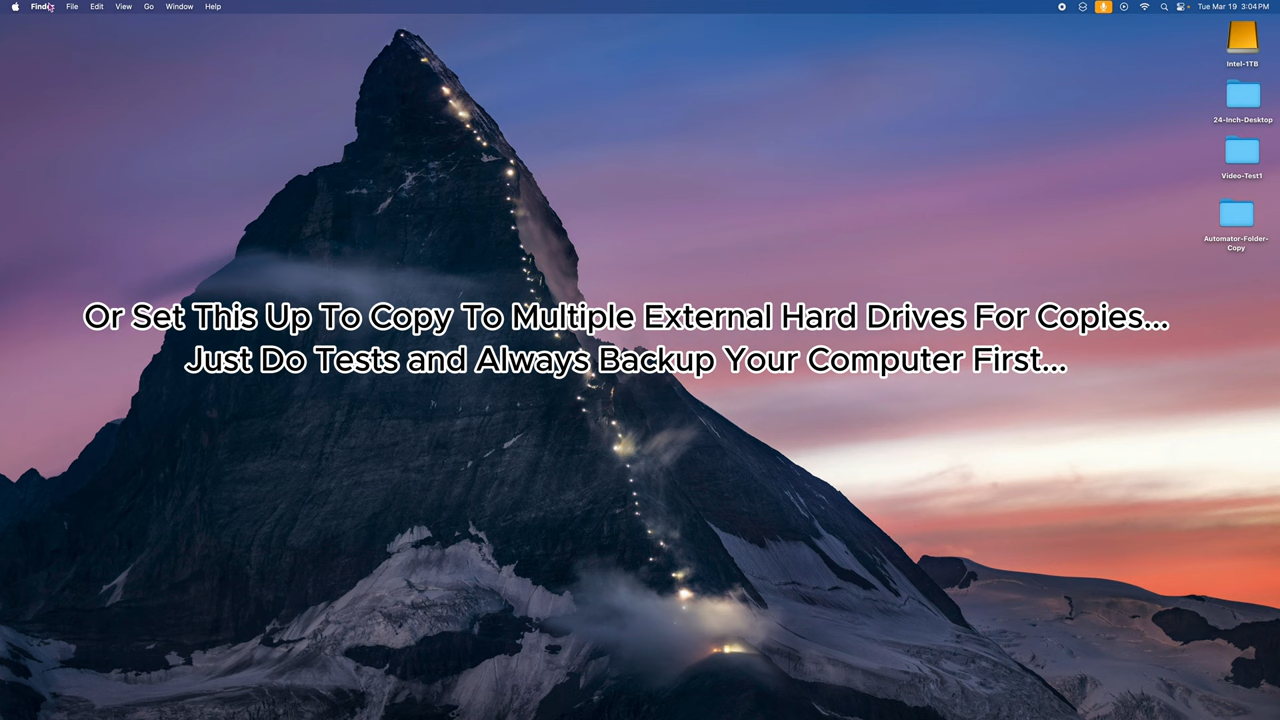 Finder File Edit View Go Window Help Tue Mar 19 3:04 PM
Intel-1TB
24-Inch-Desktop
Video-Test1
Automator-Folder-
Copy
Or Set This Up To Copy To Multiple External Hard Drives For Copies...
Just Do Tests and Always Backup Your Computer First...